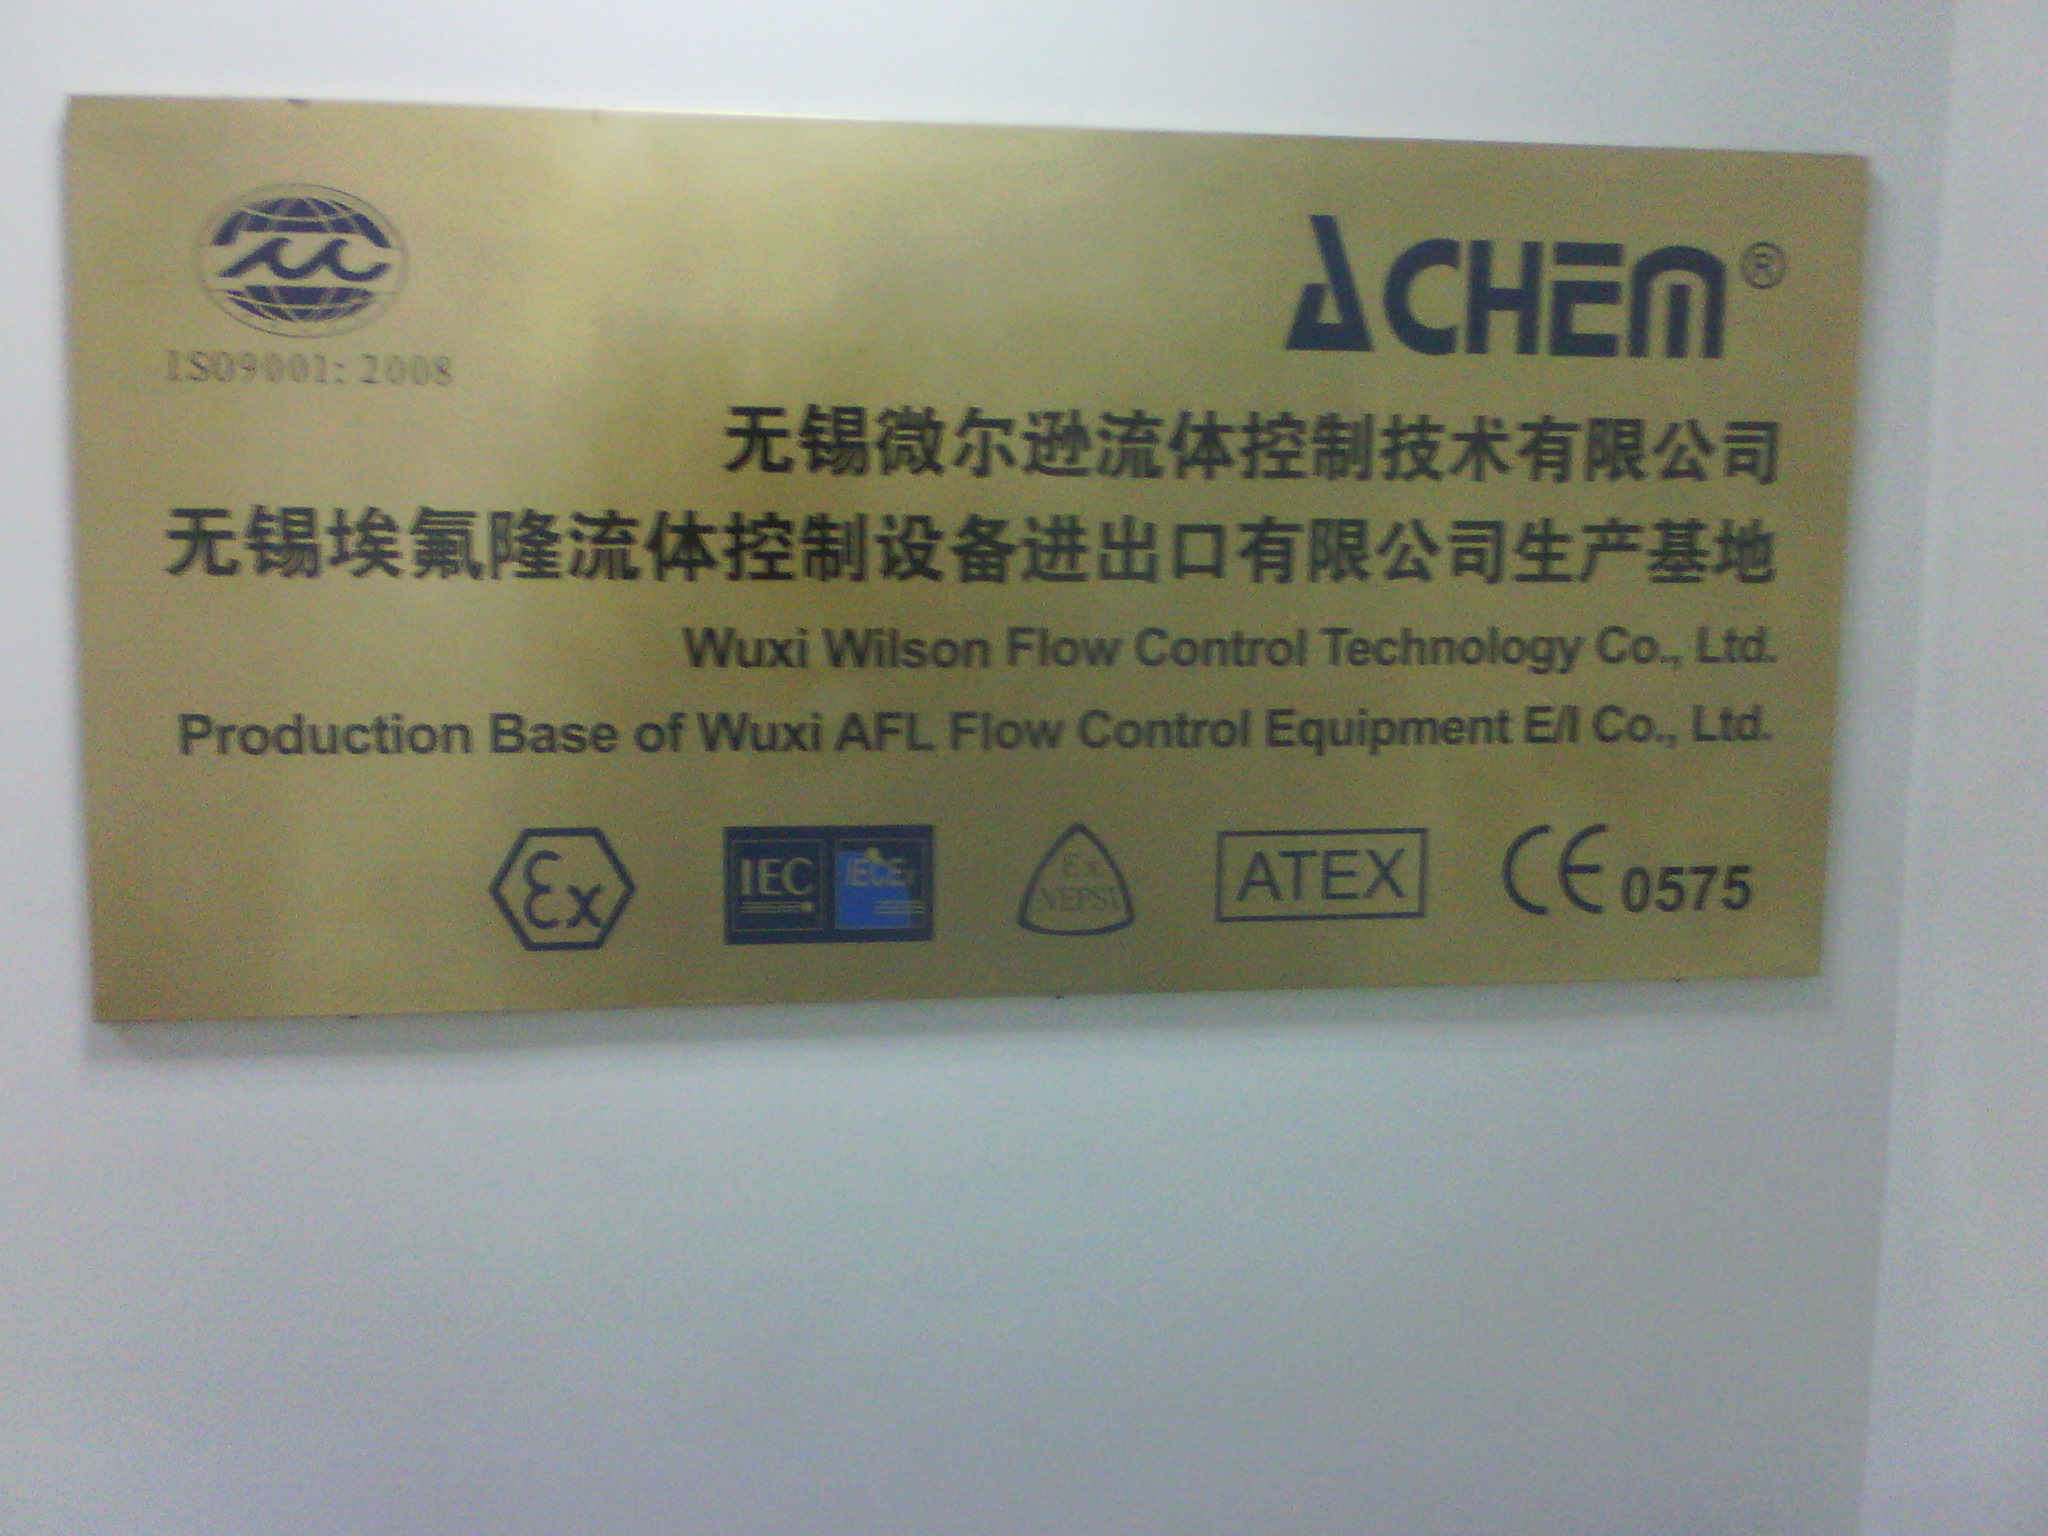 ACHEM®
ISO9001: 2008
无锡微尔逊流体控制技术有限公司
无锡埃氟隆流体控制设备进出口有限公司生产基地
Wuxi Wilson Flow Control Technology Co., Ltd.
Production Base of Wuxi AFL Flow Control Equipment E/I Co., Ltd.
Ex
IEC
IECEx
Ex
NEPSI
ATEX
CE 0575